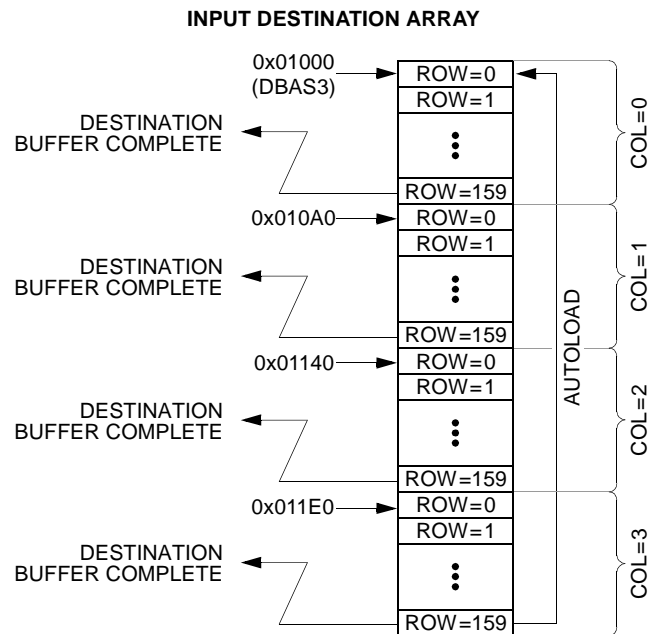 INPUT DESTINATION ARRAY
0x01000
(DBAS3)
ROW=0
ROW=1
DESTINATION
BUFFER COMPLETE
ROW=159
COL=0
0x010A0
ROW=0
ROW=1
DESTINATION
BUFFER COMPLETE
ROW=159
COL=1
AUTOLOAD
0x01140
ROW=0
ROW=1
DESTINATION
BUFFER COMPLETE
ROW=159
COL=2
0x011E0
ROW=0
ROW=1
DESTINATION
BUFFER COMPLETE
ROW=159
COL=3